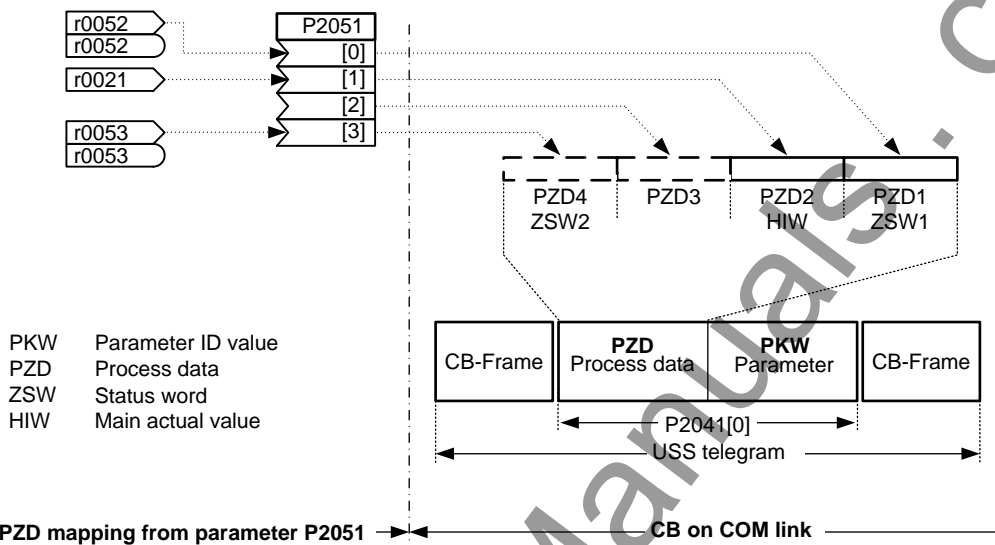 r0052
r0052
r0021
r0053
r0053
P2051
[0]
[1]
[2]
[3]
PZD4 PZD3 PZD2 PZD1
ZSW2 HIW ZSW1
PKW Parameter ID value
PZD Process data
ZSW Status word
HIW Main actual value
CB-Frame
PZD
Process data
PKW
Parameter
CB-Frame
P2041[0]
USS telegram
PZD mapping from parameter P2051
CB on COM link
Manuals.c